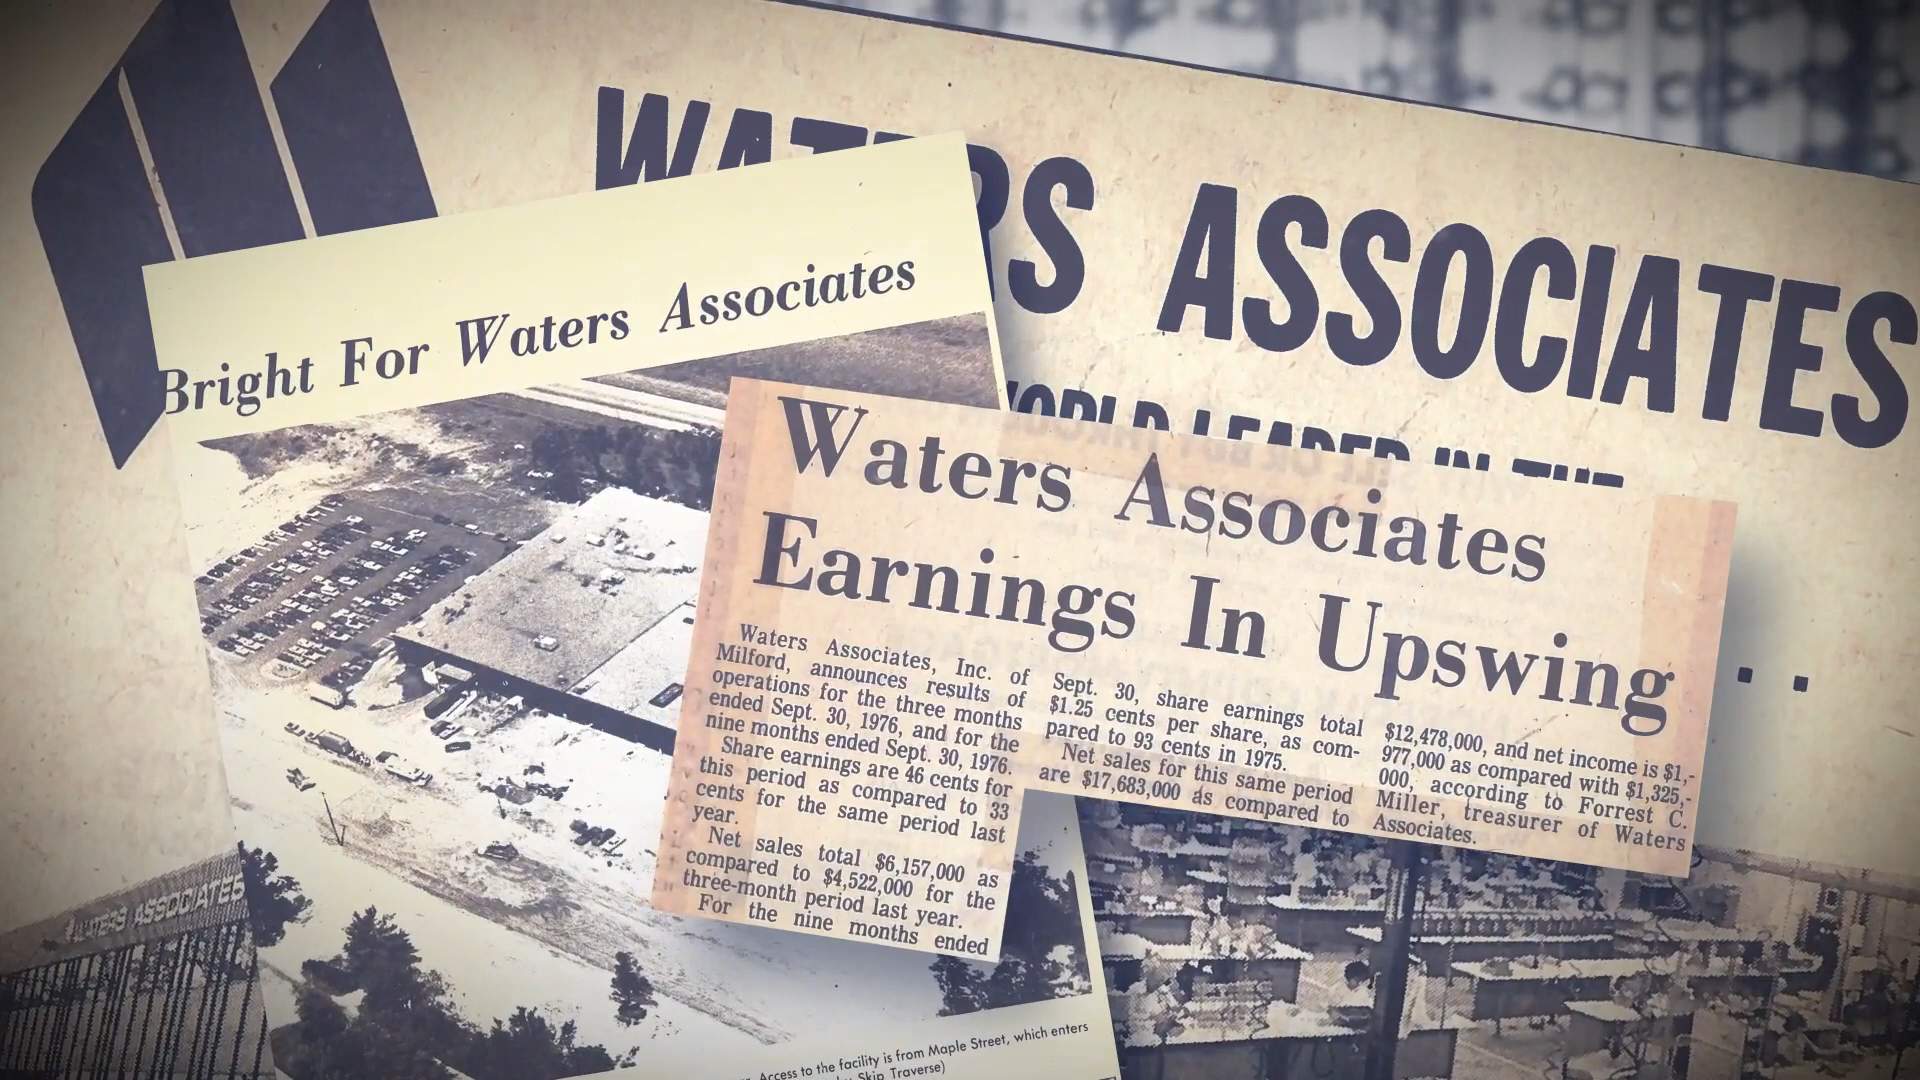 WATERS ASSOCIATES
WORLD LEADER IN THE
. .
Bright For Waters Associates
Waters Associates
Earnings In Upswing
Waters Associates, Inc. of
Milford, announces results of
operations for the three months
ended Sept. 30, 1976, and for the
nine months ended Sept. 30, 1976.
Share earnings are 46 cents for
this period as compared to 33
cents for the same period last
year.
Net sales total $6,157,000 as
compared to $4,522,000 for the
three-month period last year.
For the nine months ended
Sept. 30, share earnings total
$1.25 cents per share, as com-
pared to 93 cents in 1975.
Net sales for this same period
are $17,683,000 as compared to
$12,478,000, and net income is $1,-
977,000 as compared with $1,325,-
000, according to Forrest C.
Miller, treasurer of Waters
Associates.
WATERS ASSOCIATES
Access to the facility is from Maple Street, which enters
Skip Traverse)